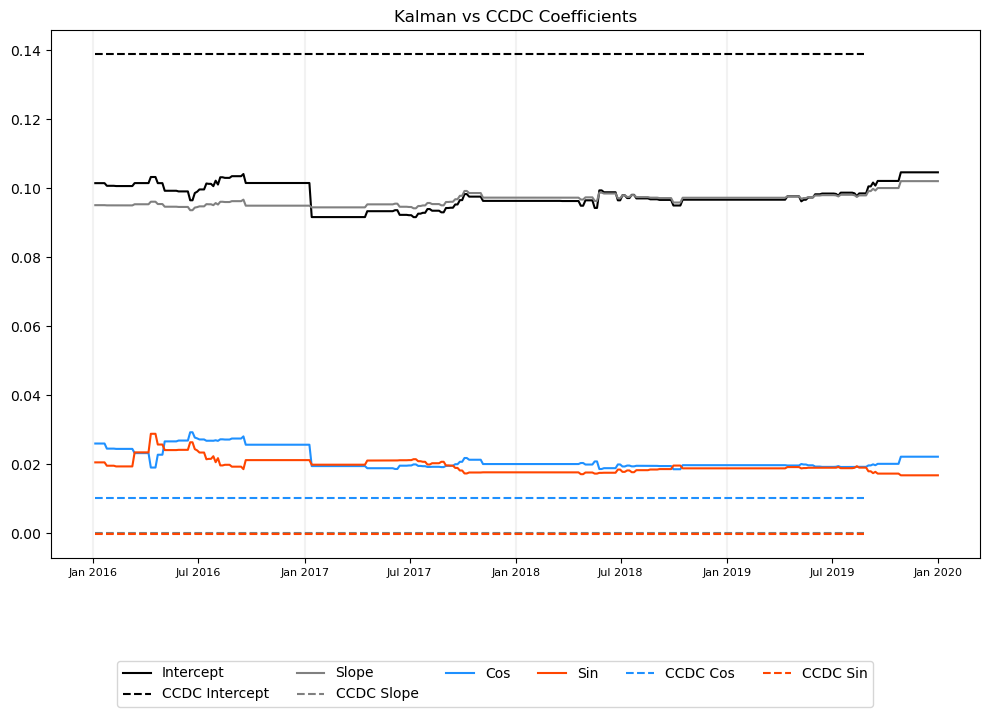 Kalman vs CCDC Coefficients
0.14
0.12
0.10
0.08
0.06
0.04
0.02
0.00
Jan 2016 Jul 2016 Jan 2017 Jul 2017 Jan 2018 Jul 2018 Jan 2019 Jul 2019 Jan 2020
Intercept Slope Cos Sin CCDC Cos CCDC Sin
CCDC Intercept CCDC Slope